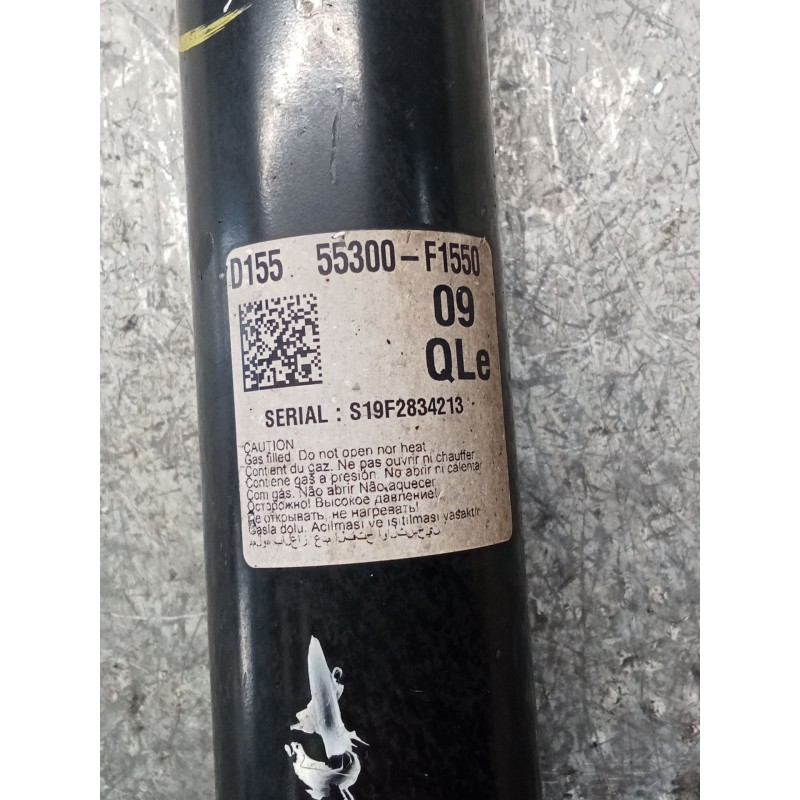 D155 55300-F1550
09
QLe
SERIAL : S19F2834213
CAUTION
Gas filled. Do not open nor heat
Contient du gaz. Ne pas ouvrir ni chauffer
Contiene gas a presión. No abrir ni calentar
Com gás. Não abrir Não aquecer
Осторожно! Высокое давление!
Не открывать, не нагревать!
Gasla dolu. Açılması ve ısıtılması yasaktır